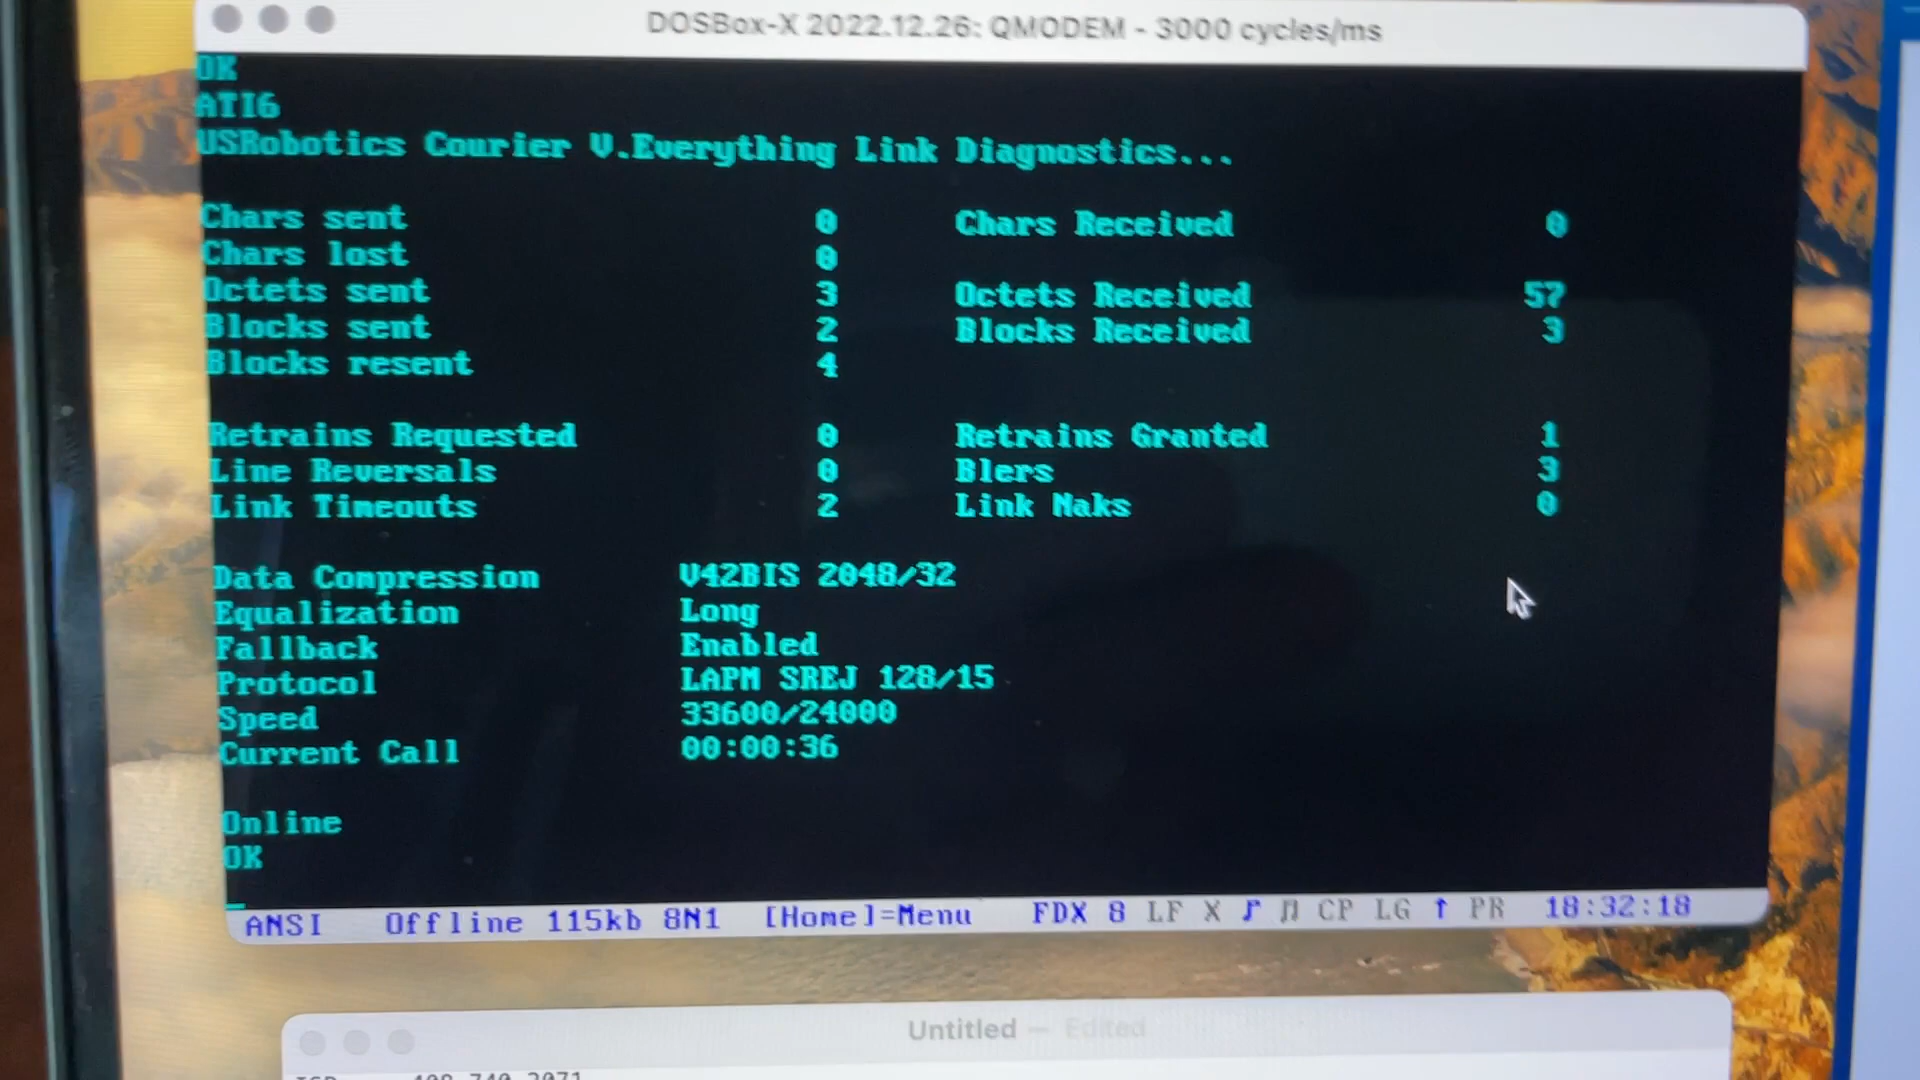 DOSBox-X 2022.12.26: QMODEM - 3000 cycles/ms
OK
ATI6
USRobotics Courier V.Everything Link Diagnostics...
Chars sent 0 Chars Received 0
Chars lost 0
Octets sent 3 Octets Received 57
Blocks sent 2 Blocks Received 3
Blocks resent 4
Retrains Requested 0 Retrains Granted 1
Line Reversals 0 Blers 3
Link Timeouts 2 Link Naks 0
Data Compression V42BIS 2048/32
Equalization Long
Fallback Enabled
Protocol LAPM SREJ 128/15
Speed 33600/24000
Current Call 00:00:36
Online
OK
ANSI Offline 115kb 8N1 [Home]=Menu FDX 8 LF X ♪ ♫ CP LG ↑ PR 18:32:18
Untitled — Edited